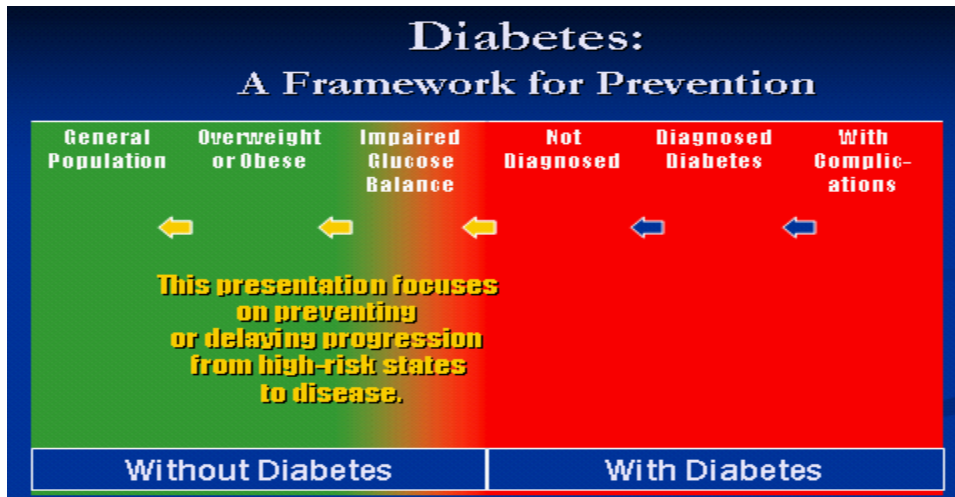 Diabetes:
A Framework for Prevention
General Population
Overweight or Obese
Impaired Glucose Balance
Not Diagnosed
Diagnosed Diabetes
With Complic-ations
This presentation focuses
on preventing
or delaying progression
from high-risk states
to disease.
Without Diabetes
With Diabetes